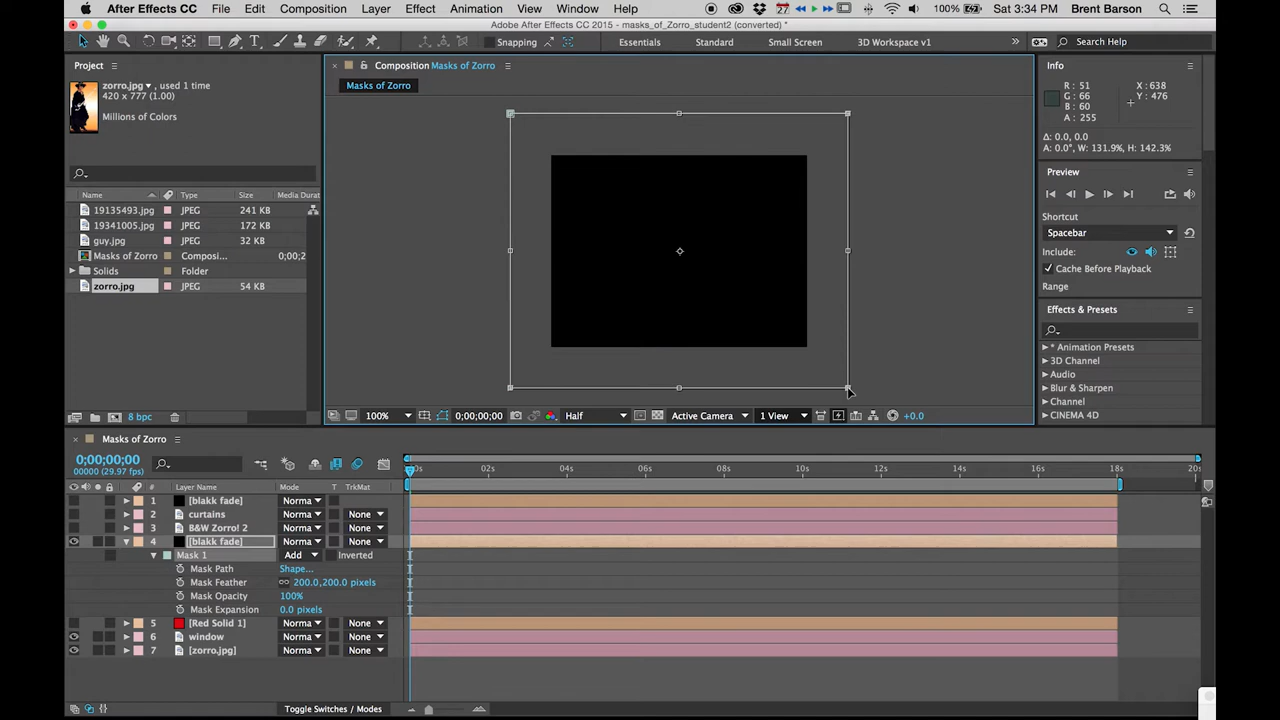 After Effects CC File Edit Composition Layer Effect Animation View Window Help 27 100% Sat 3:34 PM Brent Barson
Adobe After Effects CC 2015 - masks_of_Zorro_student2 (converted) *
Snapping Essentials Standard Small Screen 3D Workspace v1 Search Help
Project
zorro.jpg , used 1 time
420 x 777 (1.00)
Millions of Colors
Name Type Size Media Durat
19135493.jpg JPEG 241 KB
19341005.jpg JPEG 172 KB
guy.jpg JPEG 32 KB
Masks of Zorro Composi... 0;00;2
Solids Folder
zorro.jpg JPEG 54 KB
8 bpc
Composition Masks of Zorro
Masks of Zorro
100% 0;00;00;00 Half Active Camera 1 View +0.0
Info
R : 51 X : 638
G : 66 Y : 476
B : 60
A : 255
Δ: 0.0, 0.0
A: 0.0°, W: 131.9%, H: 142.3%
Preview
Shortcut
Spacebar
Include:
Cache Before Playback
Range
Effects & Presets
* Animation Presets
3D Channel
Audio
Blur & Sharpen
Channel
CINEMA 4D
Masks of Zorro
0;00;00;00
00000 (29.97 fps)
0s 02s 04s 06s 08s 10s 12s 14s 16s 18s 20s
# Layer Name Mode T TrkMat
1 [blakk fade] Norma
2 curtains Norma None
3 B&W Zorro! 2 Norma None
4 [blakk fade] Norma None
Mask 1 Add Inverted
Mask Path Shape...
Mask Feather 200.0,200.0 pixels
Mask Opacity 100%
Mask Expansion 0.0 pixels
5 [Red Solid 1] Norma None
6 window Norma None
7 [zorro.jpg] Norma None
Toggle Switches / Modes